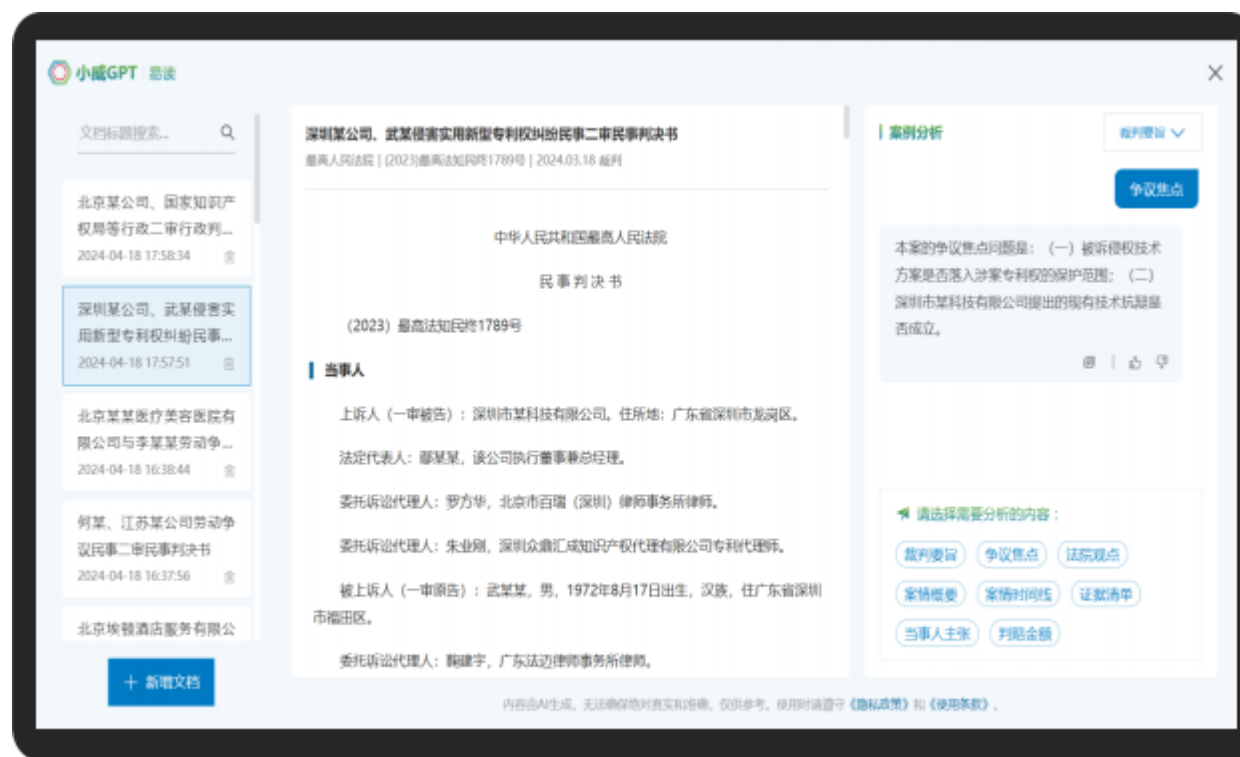 小威GPT 易读
文档标题搜索...
北京某公司、国家知识产
权局等行政二审行政判...
2024-04-18 17:58:34
深圳某公司、武某侵害实
用新型专利权纠纷民事...
2024-04-18 17:57:51
北京某某医疗美容医院有
限公司与李某某劳动争...
2024-04-18 16:38:44
何某、江苏某公司劳动争
议民事二审民事判决书
2024-04-18 16:37:56
北京埃顿酒店服务有限公
+ 新增文档
深圳某公司、武某侵害实用新型专利权纠纷民事二审民事判决书
最高人民法院 | (2023)最高法知民终1789号 | 2024.03.18 裁判
中华人民共和国最高人民法院
民事判决书
(2023) 最高法知民终1789号
当事人
上诉人（一审被告）：深圳市某科技有限公司。住所地：广东省深圳市龙岗区。
法定代表人：鄢某某，该公司执行董事兼总经理。
委托诉讼代理人：罗方华，北京市百瑞（深圳）律师事务所律师。
委托诉讼代理人：朱业刚，深圳众鼎汇成知识产权代理有限公司专利代理师。
被上诉人（一审原告）：武某某，男，1972年8月17日出生，汉族，住广东省深圳
市福田区。
委托诉讼代理人：鞠建宇，广东法迈律师事务所律师。
案例分析
裁判要旨
争议焦点
本案的争议焦点问题是：（一）被诉侵权技术
方案是否落入涉案专利权的保护范围；（二）
深圳市某科技有限公司提出的现有技术抗辩是
否成立。
请选择需要分析的内容：
裁判要旨 争议焦点 法院观点
案情概要 案情时间线 证据清单
当事人主张 判赔金额
内容由AI生成，无法确保绝对真实和准确，仅供参考，使用时请遵守《隐私政策》和《使用条款》。